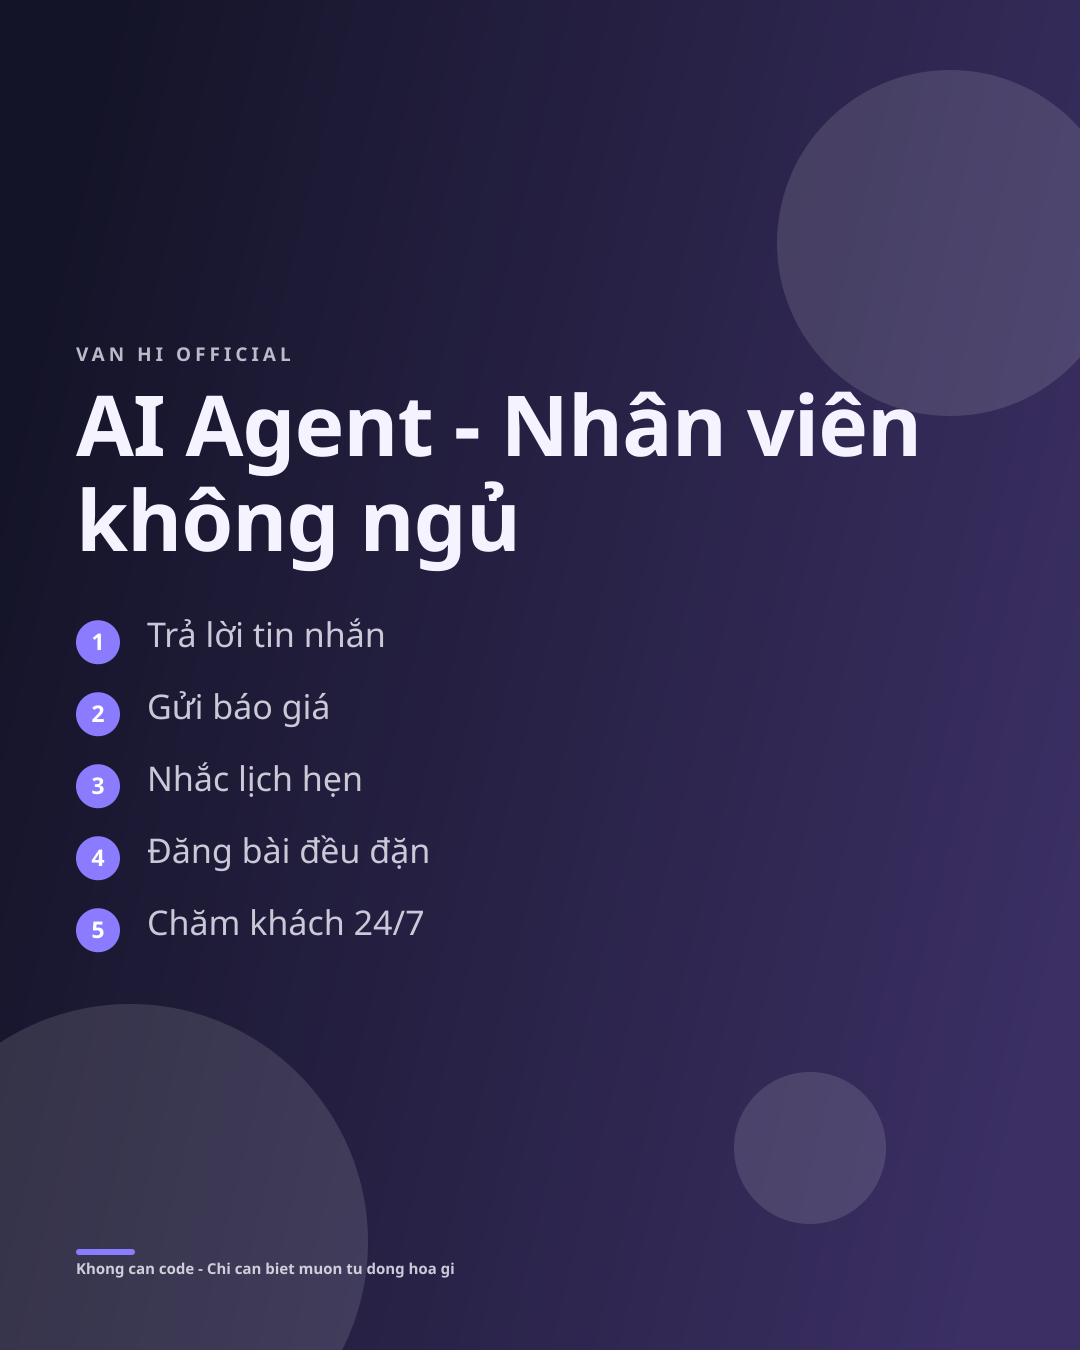 VAN HI OFFICIAL
AI Agent - Nhân viên
không ngủ
1 Trả lời tin nhắn
2 Gửi báo giá
3 Nhắc lịch hẹn
4 Đăng bài đều đặn
5 Chăm khách 24/7
Khong can code - Chi can biet muon tu dong hoa gi